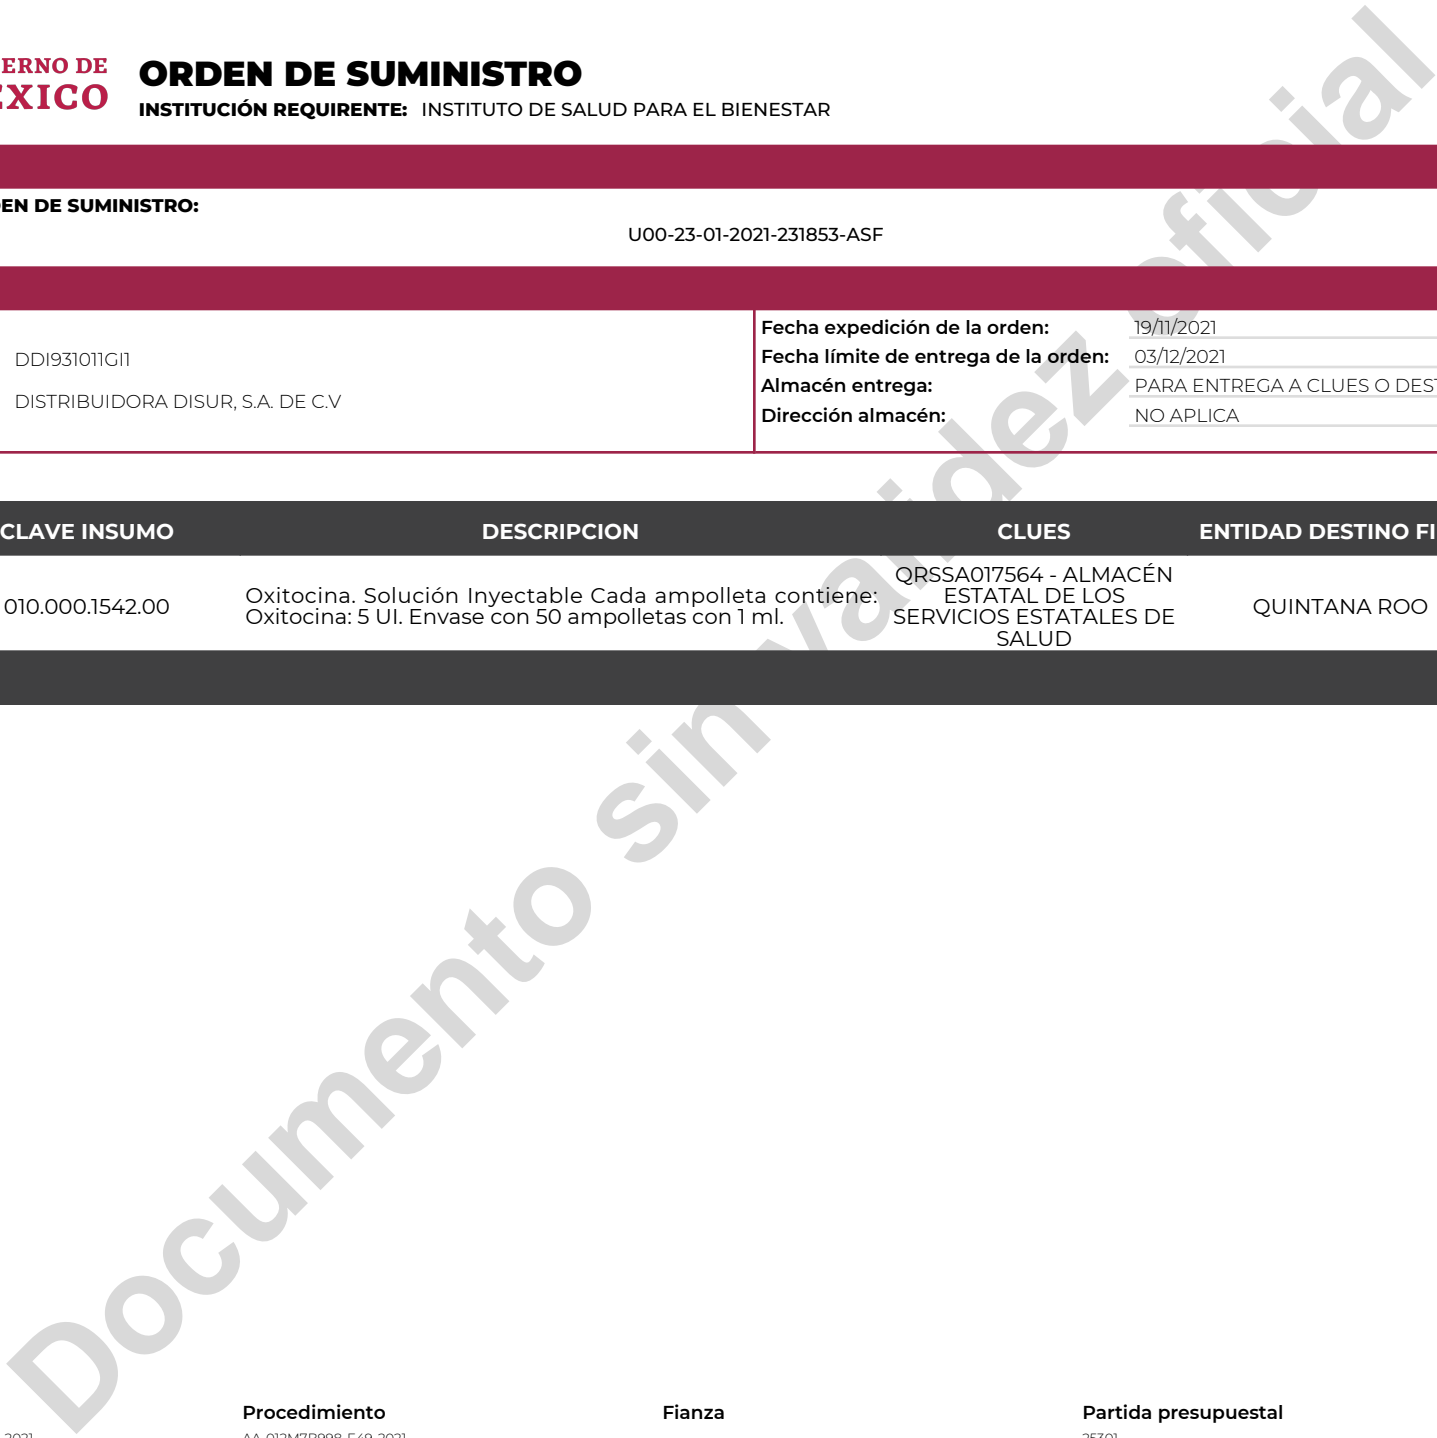 ERNO DE
EXICO
ORDEN DE SUMINISTRO
INSTITUCIÓN REQUIRENTE: INSTITUTO DE SALUD PARA EL BIENESTAR
EN DE SUMINISTRO:
U00-23-01-2021-231853-ASF
DDI931011GI1
DISTRIBUIDORA DISUR, S.A. DE C.V
Fecha expedición de la orden: 19/11/2021
Fecha límite de entrega de la orden: 03/12/2021
Almacén entrega: PARA ENTREGA A CLUES O DEST
Dirección almacén: NO APLICA
CLAVE INSUMO DESCRIPCION CLUES ENTIDAD DESTINO FI
010.000.1542.00
Oxitocina. Solución Inyectable Cada ampolleta contiene:
Oxitocina: 5 UI. Envase con 50 ampolletas con 1 ml.
QRSSA017564 - ALMACÉN
ESTATAL DE LOS
SERVICIOS ESTATALES DE
SALUD
QUINTANA ROO
Documento sin validez oficial
Procedimiento Fianza Partida presupuestal